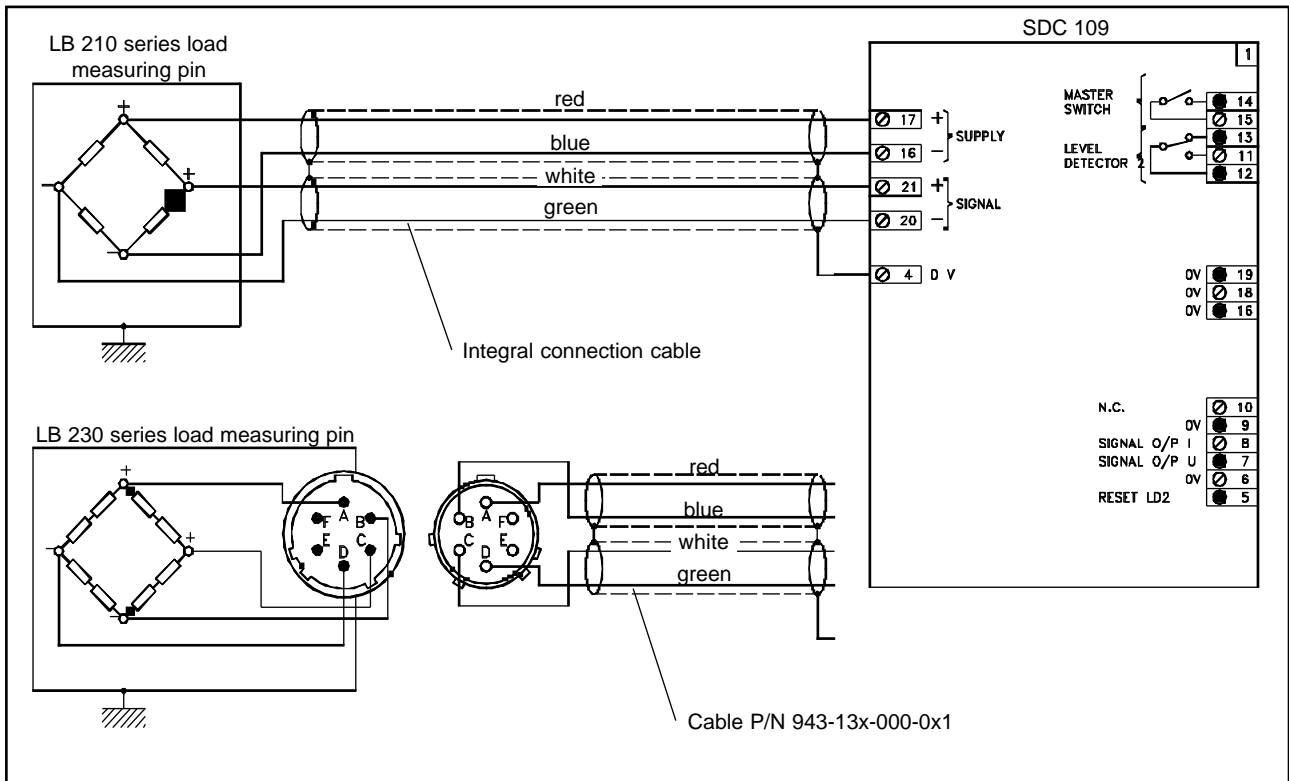 SDC 109
LB 210 series load
measuring pin
+
−
+
−
red
blue
white
green
Integral connection cable
17 +
16 −
SUPPLY
21 +
20 −
SIGNAL
4 D V
1
MASTER
SWITCH
14
15
LEVEL
DETECTOR 2
13
11
12
0V 19
0V 18
0V 16
N.C. 10
0V 9
SIGNAL O/P I 8
SIGNAL O/P U 7
0V 6
RESET LD2 5
LB 230 series load measuring pin
+
−
+
−
A
F B
E C
D
A
B F
C E
D
red
blue
white
green
Cable P/N 943-13x-000-0x1